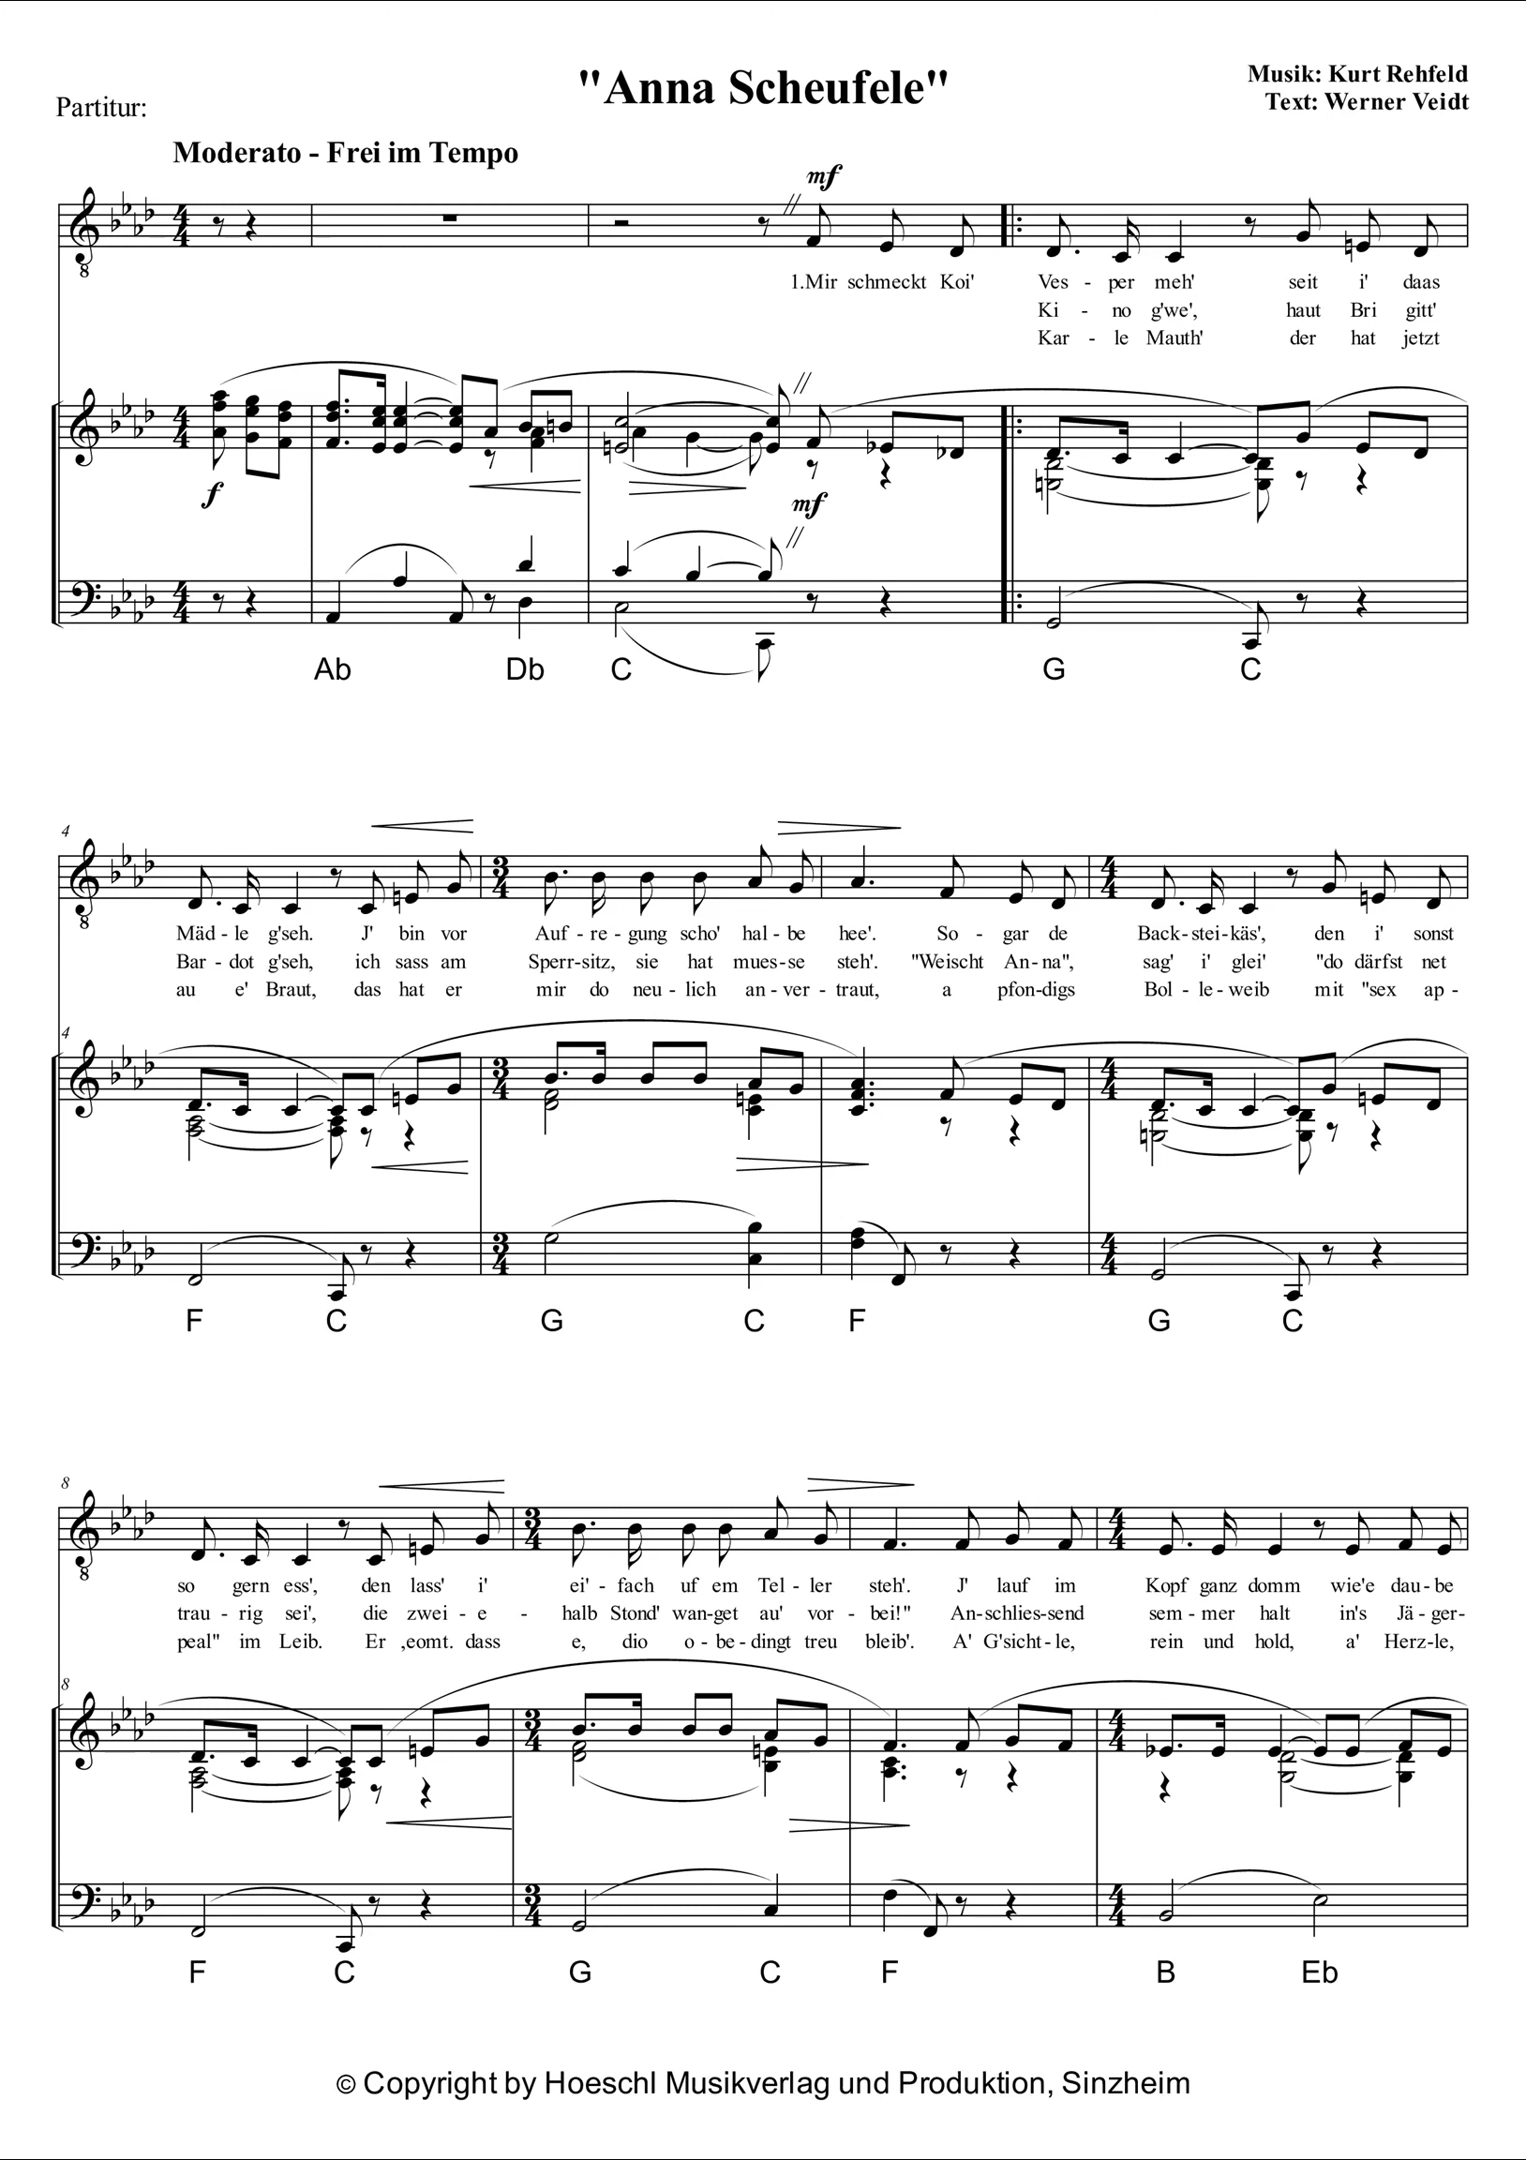 "Anna Scheufele"
Musik: Kurt Rehfeld
Text: Werner Veidt
Partitur:
Moderato - Frei im Tempo
mf
1.Mir schmeckt Koi' Ves - per meh' seit i' daas
Ki - no g'we', haut Bri gitt'
Kar - le Mauth' der hat jetzt
f
mf
Ab Db C G C
4
Mäd - le g'seh. J' bin vor Auf - re - gung scho' hal - be hee'. So - gar de Back - stei - käs', den i' sonst
Bar - dot g'seh, ich sass am Sperr - sitz, sie hat mues - se steh'. "Weischt An - na", sag' i' glei' "do därfst net
au e' Braut, das hat er mir do neu - lich an - ver - traut, a pfon - digs Bol - le - weib mit "sex ap -
4
F C G C F G C
8
so gern ess', den lass' i' ei' - fach uf em Tel - ler steh'. J' lauf im Kopf ganz domm wie'e dau - be
trau - rig sei', die zwei - e - halb Stond' wan - get au' vor - bei!" An - schlies - send sem - mer halt in's Jä - ger-
peal" im Leib. Er ,eomt. dass e, dio o - be - dingt treu bleib'. A' G'sicht - le, rein und hold, a' Herz - le,
8
F C G C F B Eb
© Copyright by Hoeschl Musikverlag und Produktion, Sinzheim